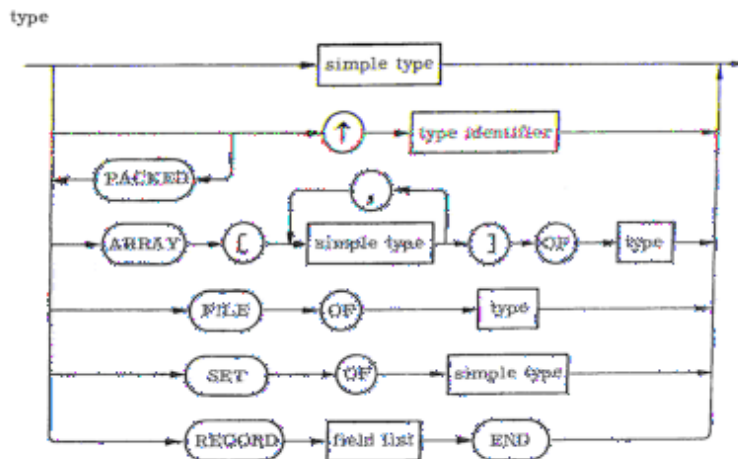 type
simple type
↑ type identifier
PACKED
,
ARRAY [ simple type ] OF type
FILE OF type
SET OF simple type
RECORD field list END